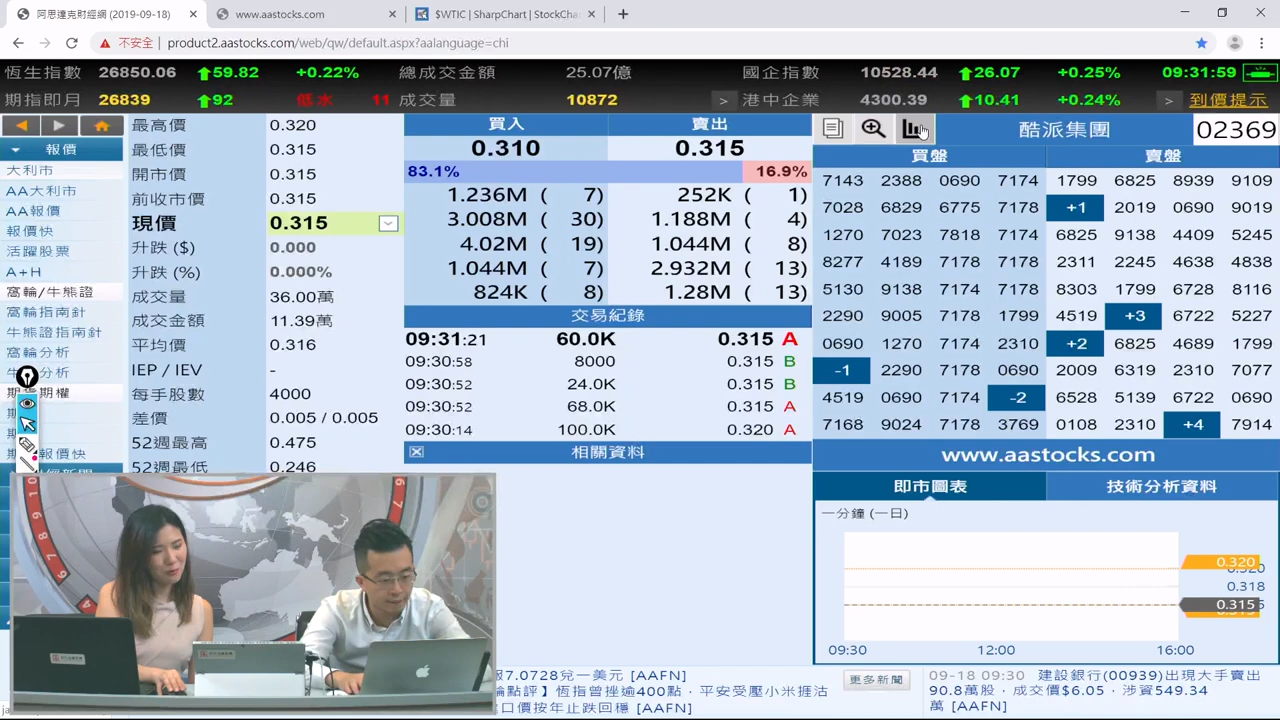 阿思達克財經網 (2019-09-18)
www.aastocks.com
$WTIC | SharpChart | StockCha
不安全
product2.aastocks.com/web/qw/default.aspx?aalanguage=chi
恆生指數 26850.06 59.82 +0.22% 總成交金額 25.07億 國企指數 10528.44 26.07 +0.25% 09:31:59
期指即月 26839 92 低水 11 成交量 10872 > 港中企業 4300.39 10.41 +0.24% > 到價提示
報價
大利市
AA大利市
AA報價
報價快
活躍股票
A+H
窩輪/牛熊證
窩輪指南針
牛熊證指南針
窩輪分析
分析
期權
報價快
最高價 0.320
最低價 0.315
開市價 0.315
前收市價 0.315
現價 0.315
升跌 ($) 0.000
升跌 (%) 0.000%
成交量 36.00萬
成交金額 11.39萬
平均價 0.316
IEP / IEV -
每手股數 4000
差價 0.005 / 0.005
52週最高 0.475
52週最低 0.246
買入 賣出
0.310 0.315
83.1% 16.9%
1.236M ( 7) 252K ( 1)
3.008M ( 30) 1.188M ( 4)
4.02M ( 19) 1.044M ( 8)
1.044M ( 7) 2.932M ( 13)
824K ( 8) 1.28M ( 13)
交易紀錄
09:31:21 60.0K 0.315 A
09:30:58 8000 0.315 B
09:30:52 24.0K 0.315 B
09:30:52 68.0K 0.315 A
09:30:14 100.0K 0.320 A
相關資料
酷派集團 02369
買盤 賣盤
7143 2388 0690 7174 1799 6825 8939 9109
7028 6829 6775 7178 +1 2019 0690 9019
1270 7023 7818 7174 6825 9138 4409 5245
8277 4189 7178 7178 2311 2245 4638 4838
5130 9138 7174 7178 8303 1799 6728 8116
2290 9005 7178 1799 4519 +3 6722 5227
0690 1270 7174 2310 +2 6825 4689 1799
-1 2290 7178 0690 2009 6319 2310 7077
4519 0690 7174 -2 6528 5139 6722 0690
7168 9024 7178 3769 0108 2310 +4 7914
www.aastocks.com
即市圖表 技術分析資料
一分鐘 (一日)
0.320
0.318
0.315
09:30 12:00 16:00
7.0728兌一美元 [AAFN]
點評】恆指曾挫逾400點，平安受壓小米捱沽
口價按年止跌回穩 [AAFN]
更多新聞
09-18 09:30 建設銀行(00939)出現大手賣出
90.8萬股，成交價$6.05，涉資549.34
萬 [AAFN]